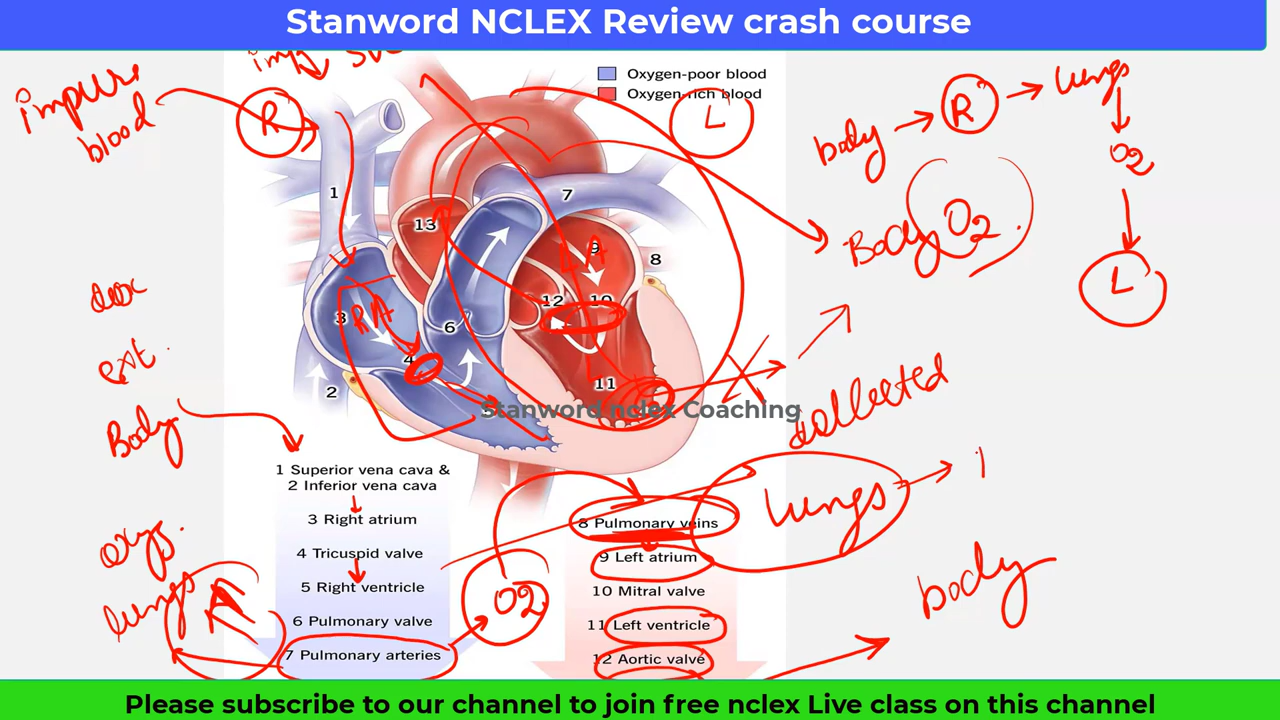 Stanword NCLEX Review crash course
impure
blood
R
Oxygen-poor blood
Oxygen-rich blood
L
body → R → lungs
O2
L
Body O2
1
7
13
9
A
8
12
10
3
RA
6
4
11
2
Stanword nclex Coaching
ext.
Body
collected
lungs
1 Superior vena cava &
2 Inferior vena cava
3 Right atrium
4 Tricuspid valve
5 Right ventricle
6 Pulmonary valve
7 Pulmonary arteries
O2
8 Pulmonary veins
9 Left atrium
10 Mitral valve
11 Left ventricle
12 Aortic valve
oxyg.
lungs
A
body
Please subscribe to our channel to join free nclex Live class on this channel